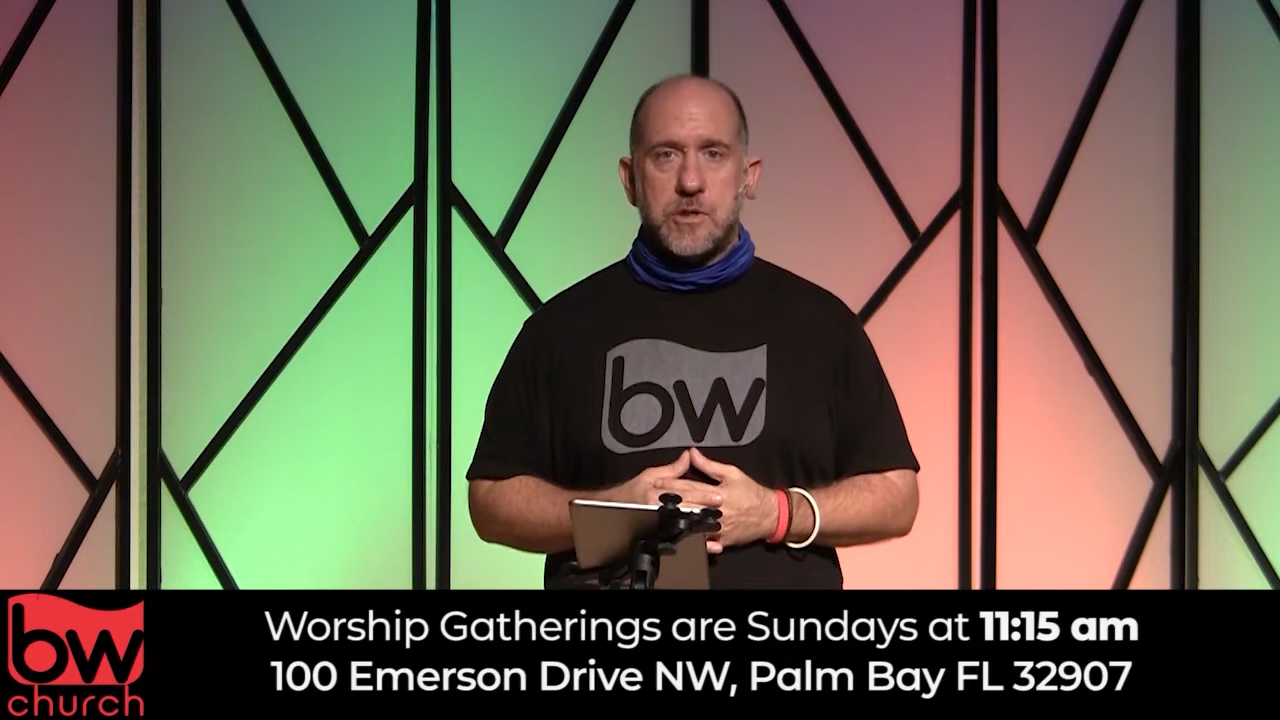 bw
Worship Gatherings are Sundays at 11:15 am
100 Emerson Drive NW, Palm Bay FL 32907
bw
church